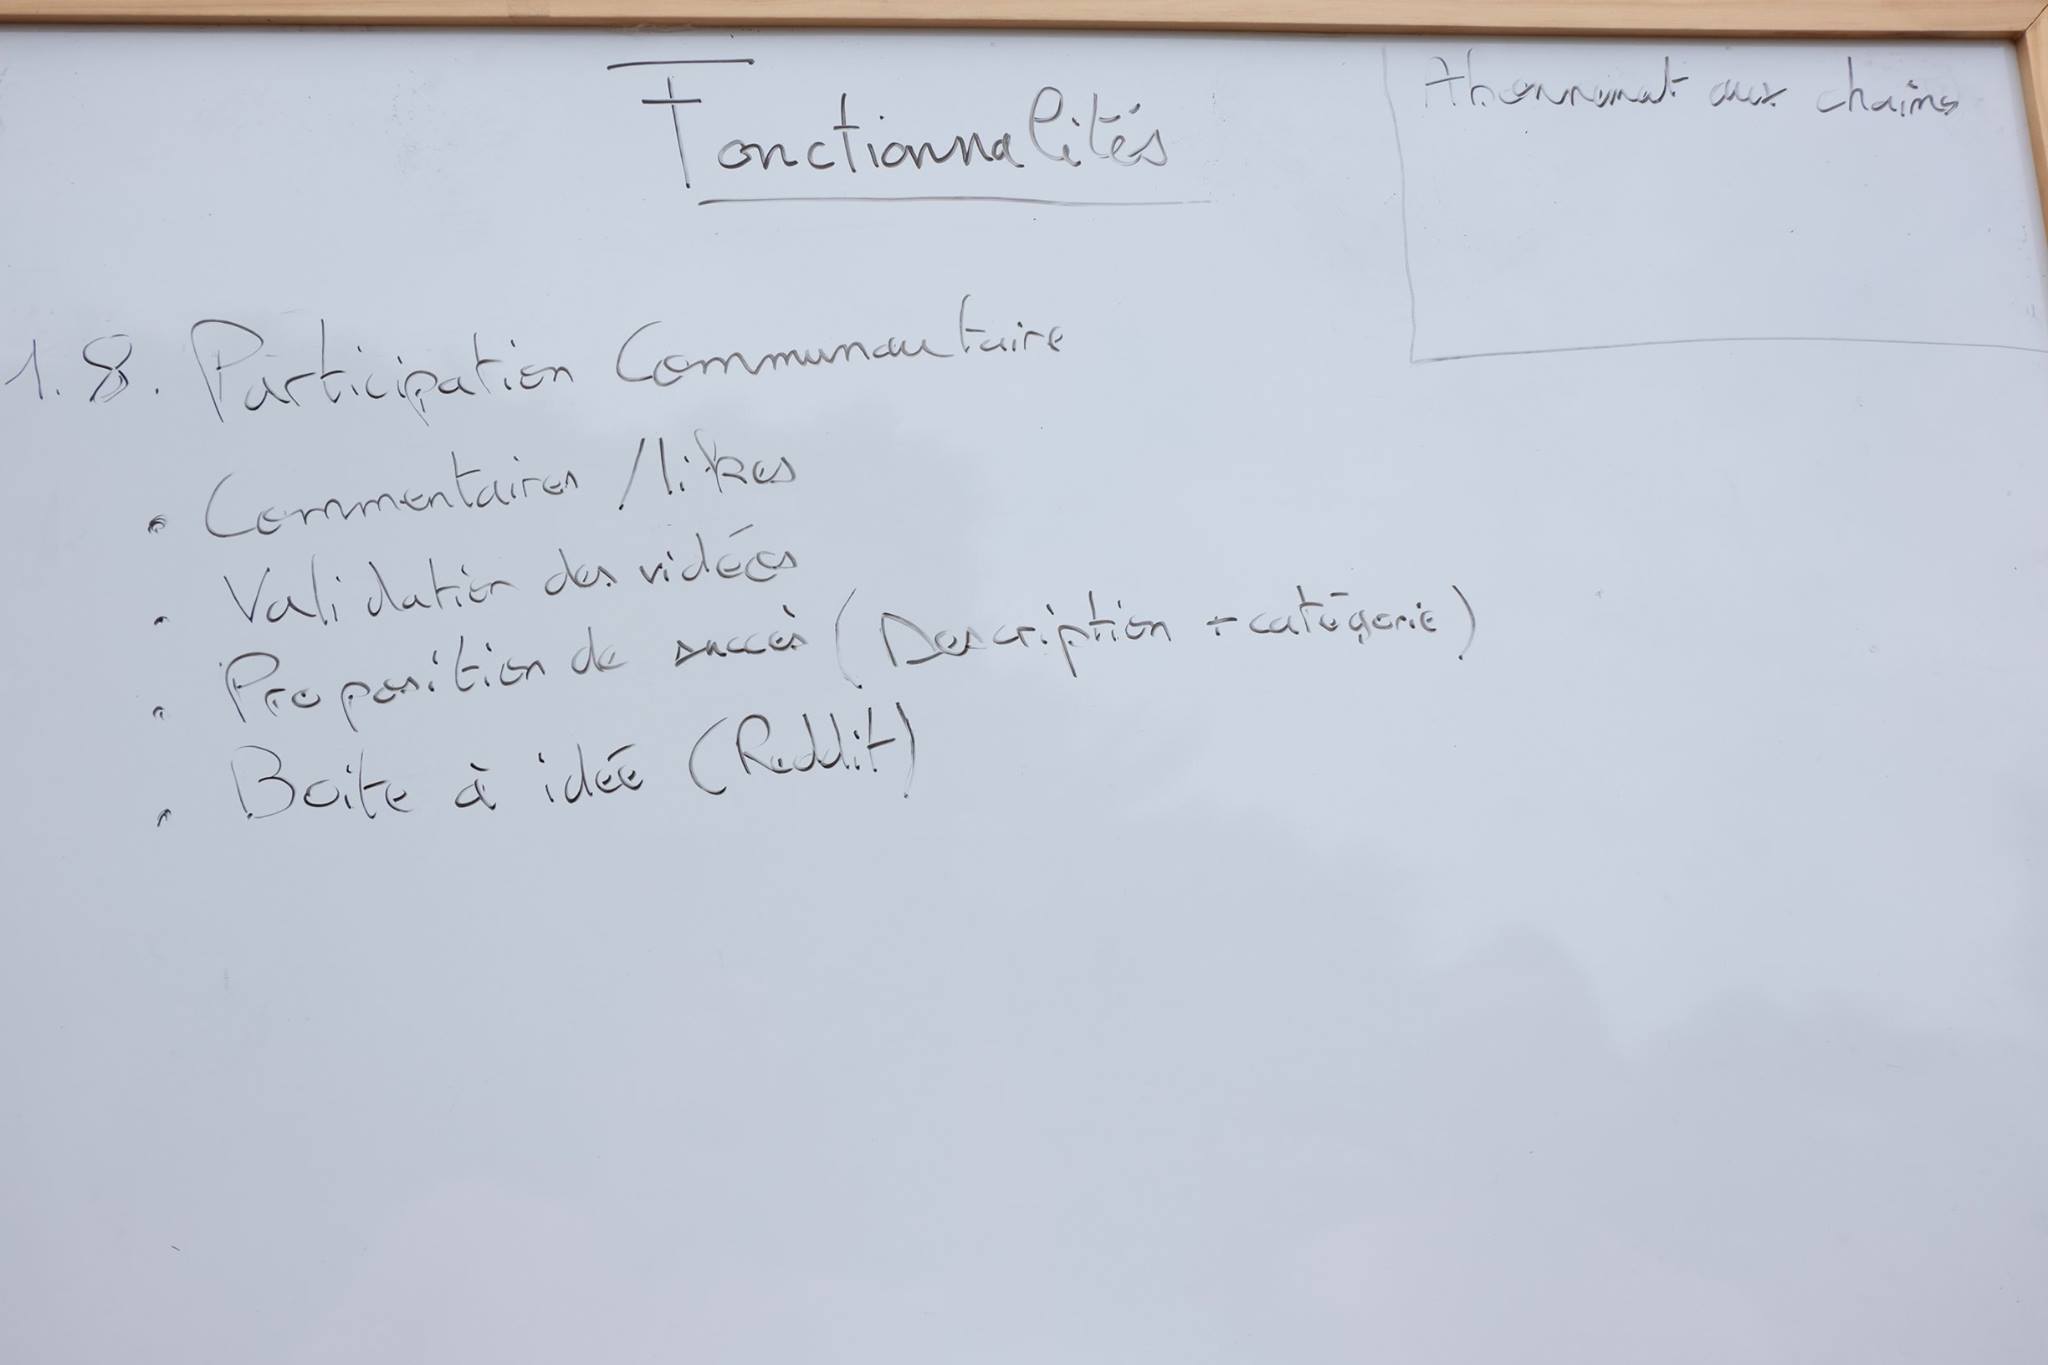 Fonctionnalités
Abonnement aux chaines
1.8. Participation Communautaire
• Commentaires / likes
• Validation des vidéos
• Proposition de succès (Description + catégorie)
• Boite à idée (Reddit)